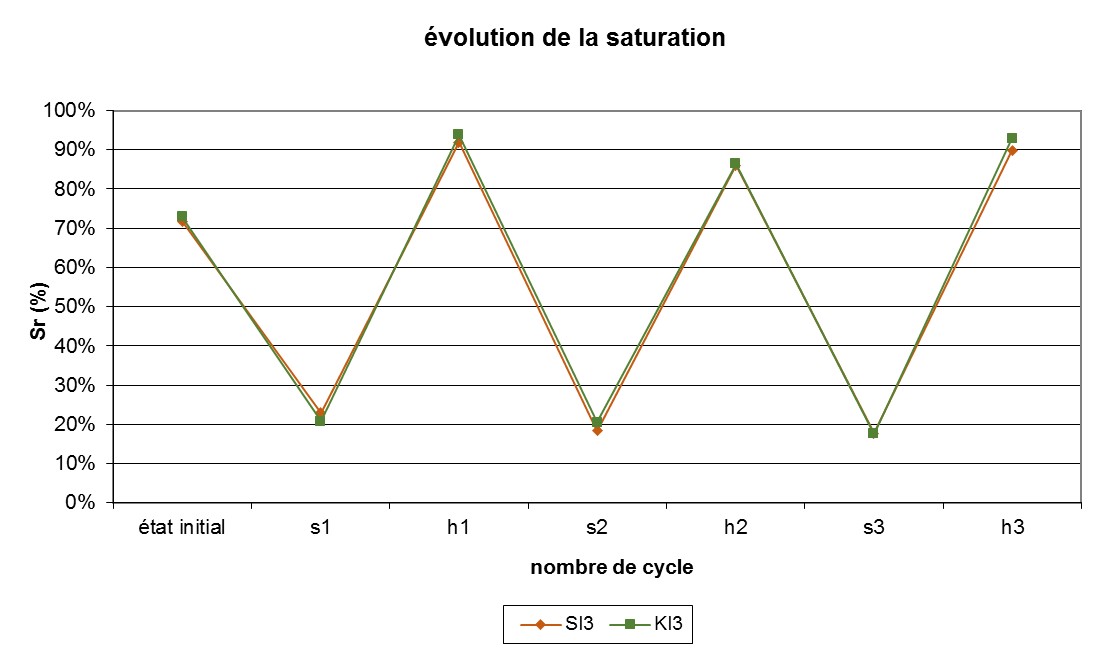 évolution de la saturation
100%
90%
80%
70%
60%
50%
40%
30%
20%
10%
0%
Sr (%)
état initial s1 h1 s2 h2 s3 h3
nombre de cycle
SI3 KI3